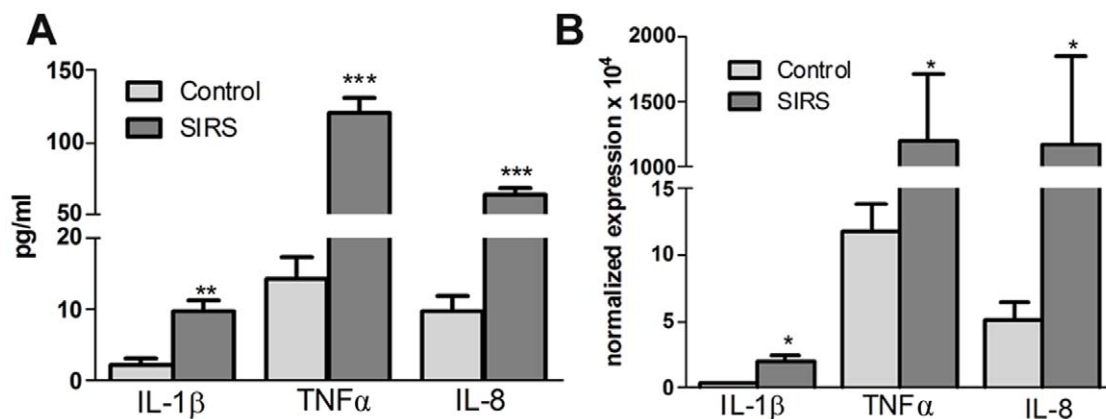 A
pg/ml
150
100
50
20
10
0
Control
SIRS
**
***
***
IL-1β
TNFα
IL-8
B
normalized expression x 10⁴
2000
1500
1000
15
10
5
0
Control
SIRS
*
*
*
IL-1β
TNFα
IL-8